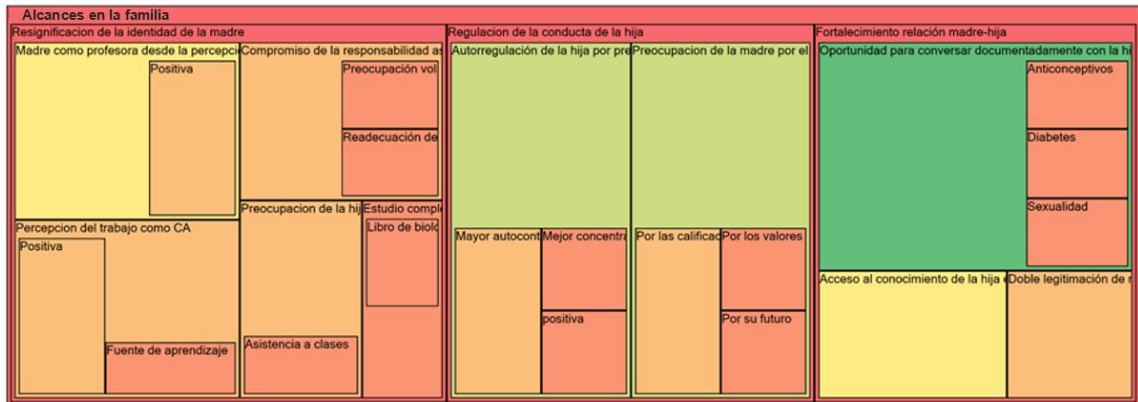 Alcances en la familia
Resignificacion de la identidad de la madre
Madre como profesora desde la percepci
Positiva
Compromiso de la responsabilidad as
Preocupación vol
Readecuación de
Percepcion del trabajo como CA
Positiva
Fuente de aprendizaje
Preocupacion de la hij
Asistencia a clases
Estudio comple
Libro de biolo
Regulacion de la conducta de la hija
Autorregulación de la hija por pre
Mayor autocont
Mejor concentra
positiva
Preocupacion de la madre por el
Por las calificac
Por los valores
Por su futuro
Fortalecimiento relación madre-hija
Oportunidad para conversar documentadamente con la hi
Anticonceptivos
Diabetes
Sexualidad
Acceso al conocimiento de la hija
Doble legitimación de